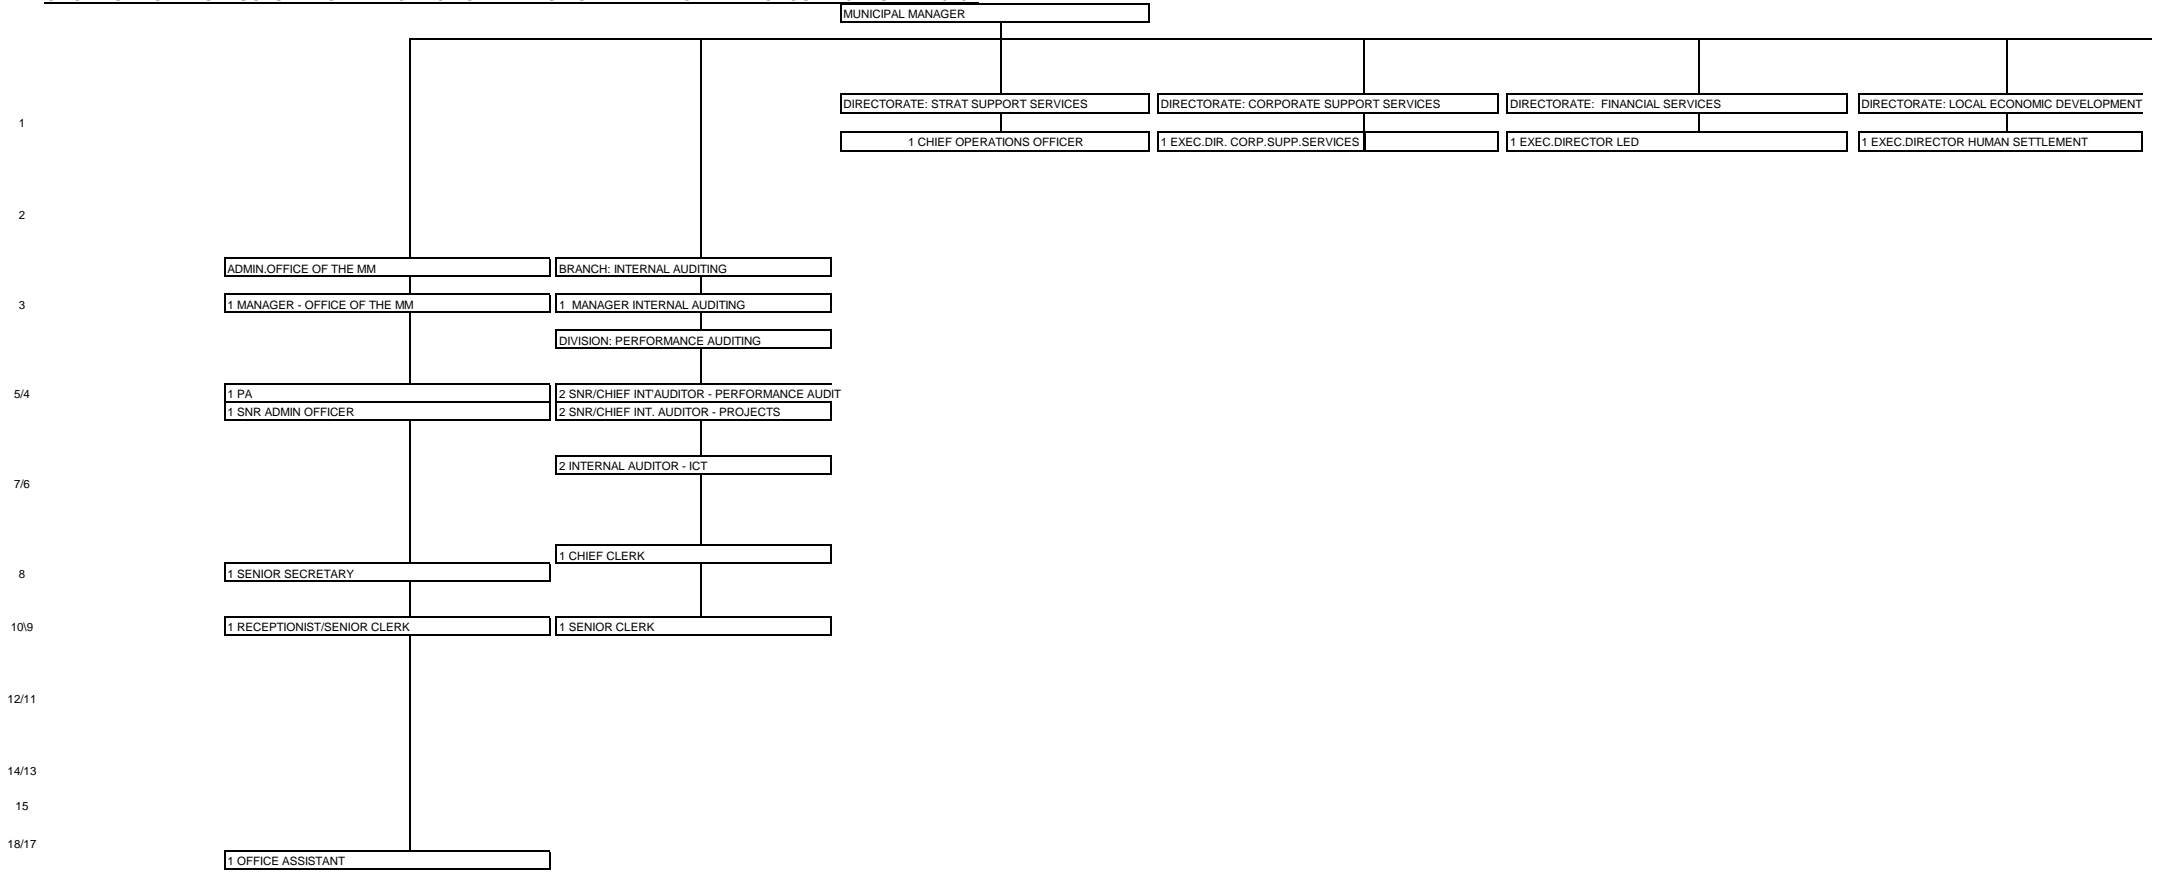 MUNICIPAL MANAGER
DIRECTORATE: STRAT SUPPORT SERVICES
DIRECTORATE: CORPORATE SUPPORT SERVICES
DIRECTORATE:  FINANCIAL SERVICES
DIRECTORATE: LOCAL ECONOMIC DEVELOPMENT
1
1 CHIEF OPERATIONS OFFICER
1 EXEC.DIR. CORP.SUPP.SERVICES
1 EXEC.DIRECTOR LED
1 EXEC.DIRECTOR HUMAN SETTLEMENT
2
ADMIN.OFFICE OF THE MM
BRANCH: INTERNAL AUDITING
3
1 MANAGER - OFFICE OF THE MM
1  MANAGER INTERNAL AUDITING
DIVISION: PERFORMANCE AUDITING
5/4
1 PA
2 SNR/CHIEF INT'AUDITOR - PERFORMANCE AUDIT
1 SNR ADMIN OFFICER
2 SNR/CHIEF INT. AUDITOR - PROJECTS
2 INTERNAL AUDITOR - ICT
7/6
1 CHIEF CLERK
8
1 SENIOR SECRETARY
10\9
1 RECEPTIONIST/SENIOR CLERK
1 SENIOR CLERK
12/11
14/13
15
18/17
1 OFFICE ASSISTANT